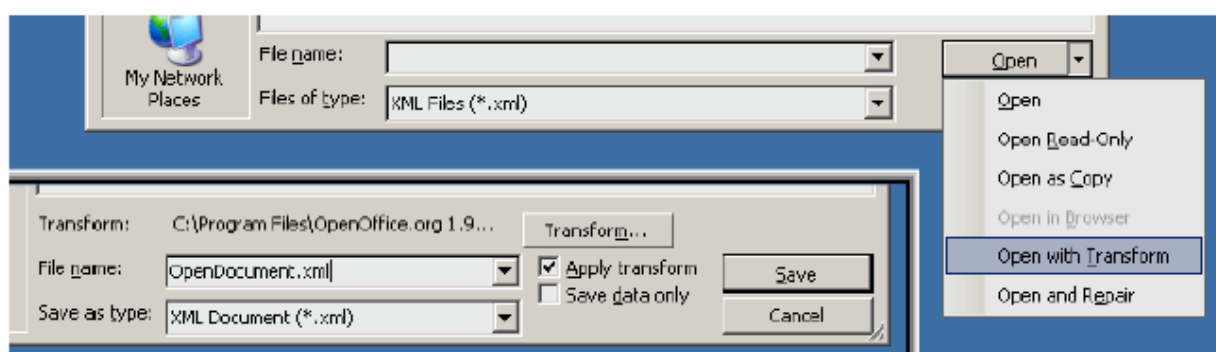 My Network
Places
File name:
Files of type:
XML Files (*.xml)
Open
Open
Open Read-Only
Open as Copy
Open in Browser
Open with Transform
Open and Repair
Transform:
C:\Program Files\OpenOffice.org 1.9...
Transform...
File name:
OpenDocument.xml
Apply transform
Save data only
Save
Save as type:
XML Document (*.xml)
Cancel